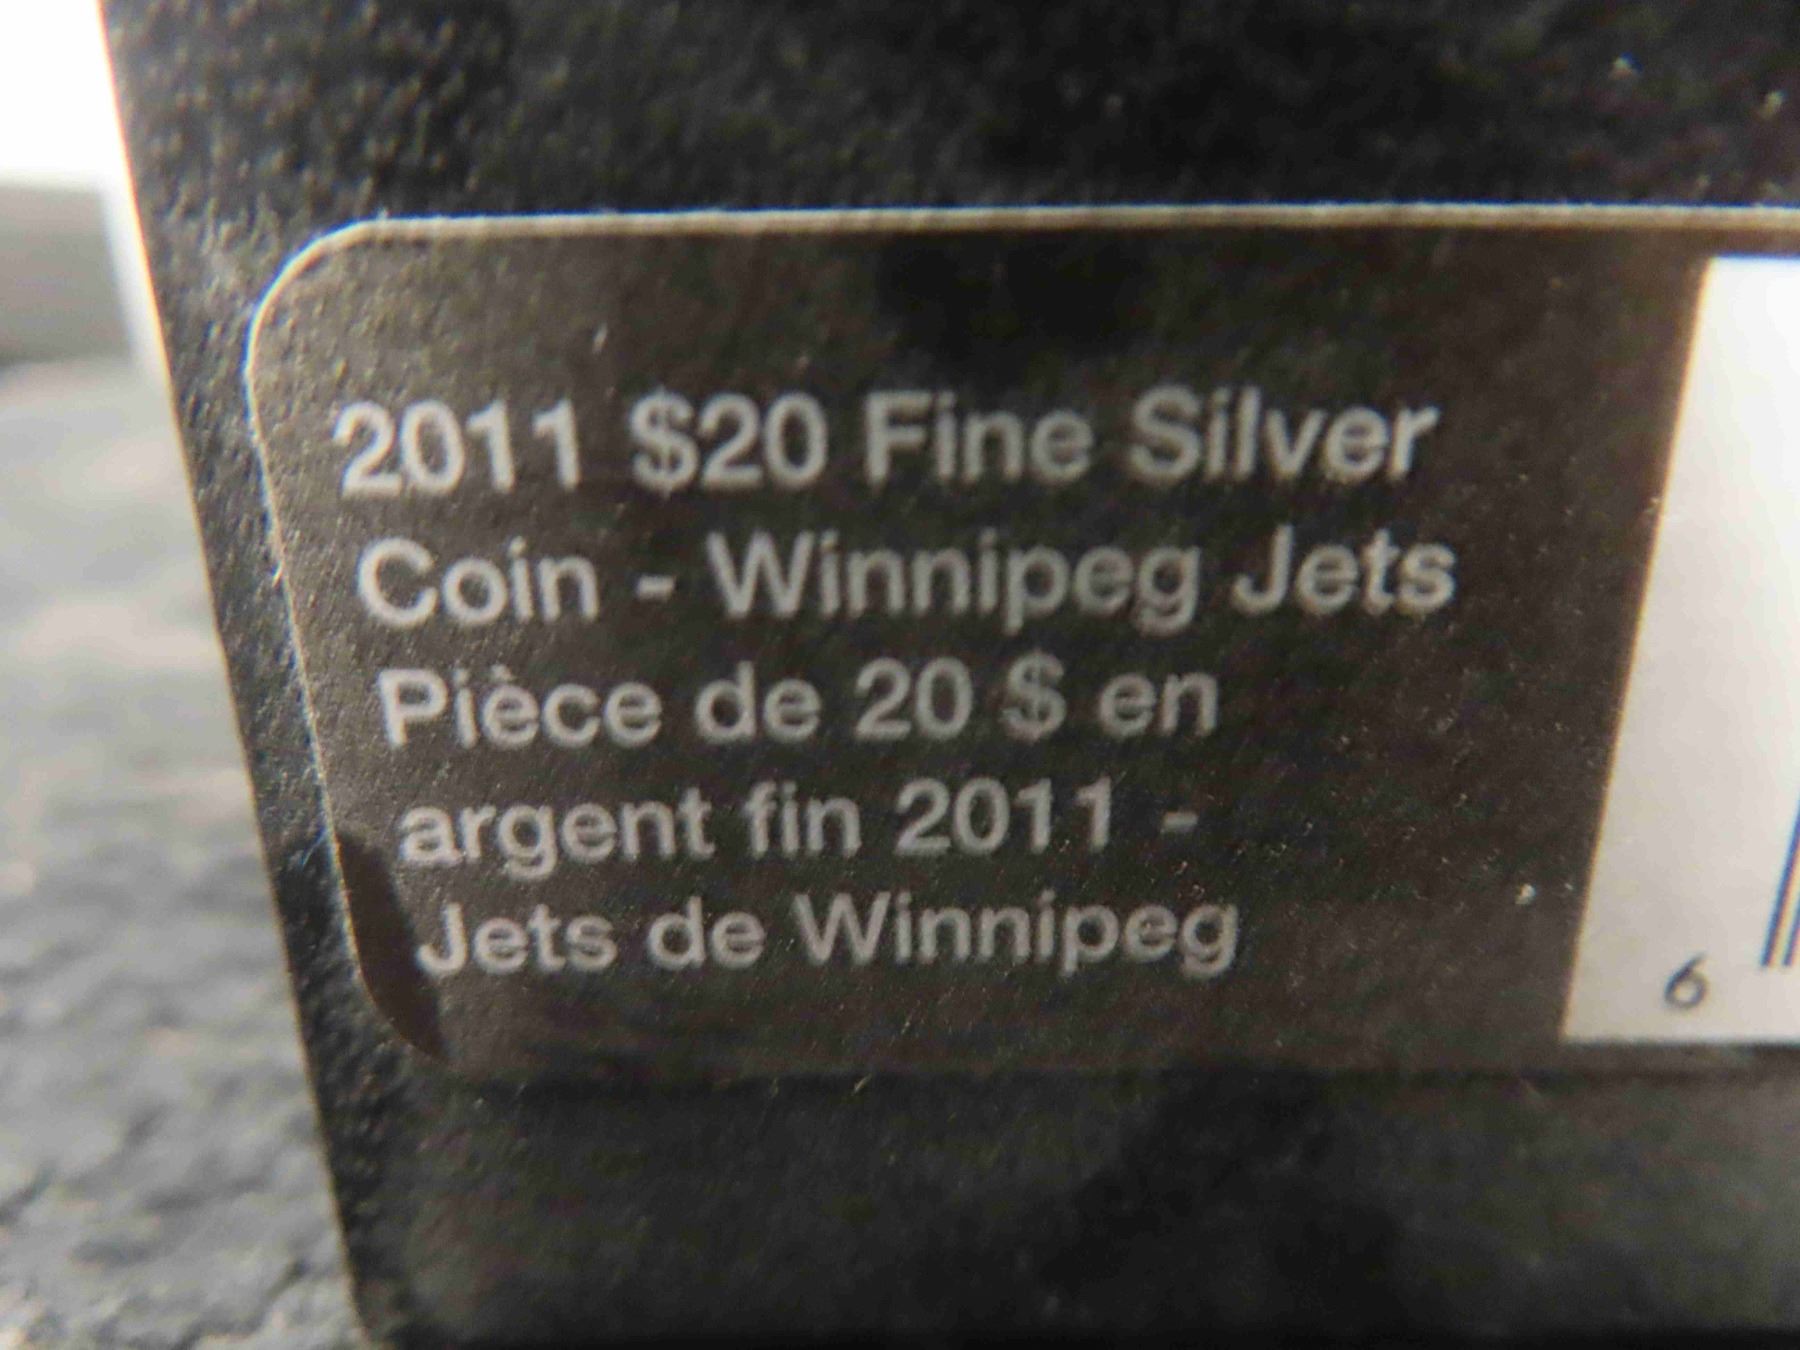 2011 $20 Fine Silver
Coin - Winnipeg Jets
Pièce de 20 $ en
argent fin 2011 -
Jets de Winnipeg
6